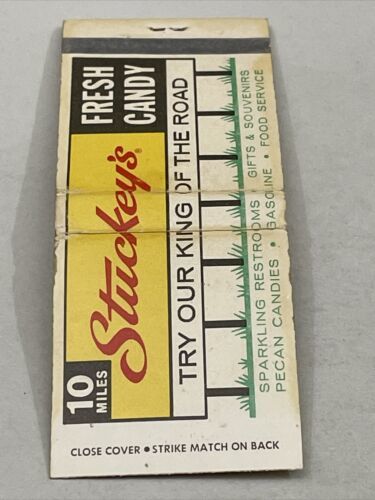 10
MILES
Stuckey's
FRESH
CANDY
TRY OUR KING OF THE ROAD
SPARKLING RESTROOMS GIFTS & SOUVENIRS
PECAN CANDIES • GASOLINE • FOOD SERVICE
CLOSE COVER • STRIKE MATCH ON BACK